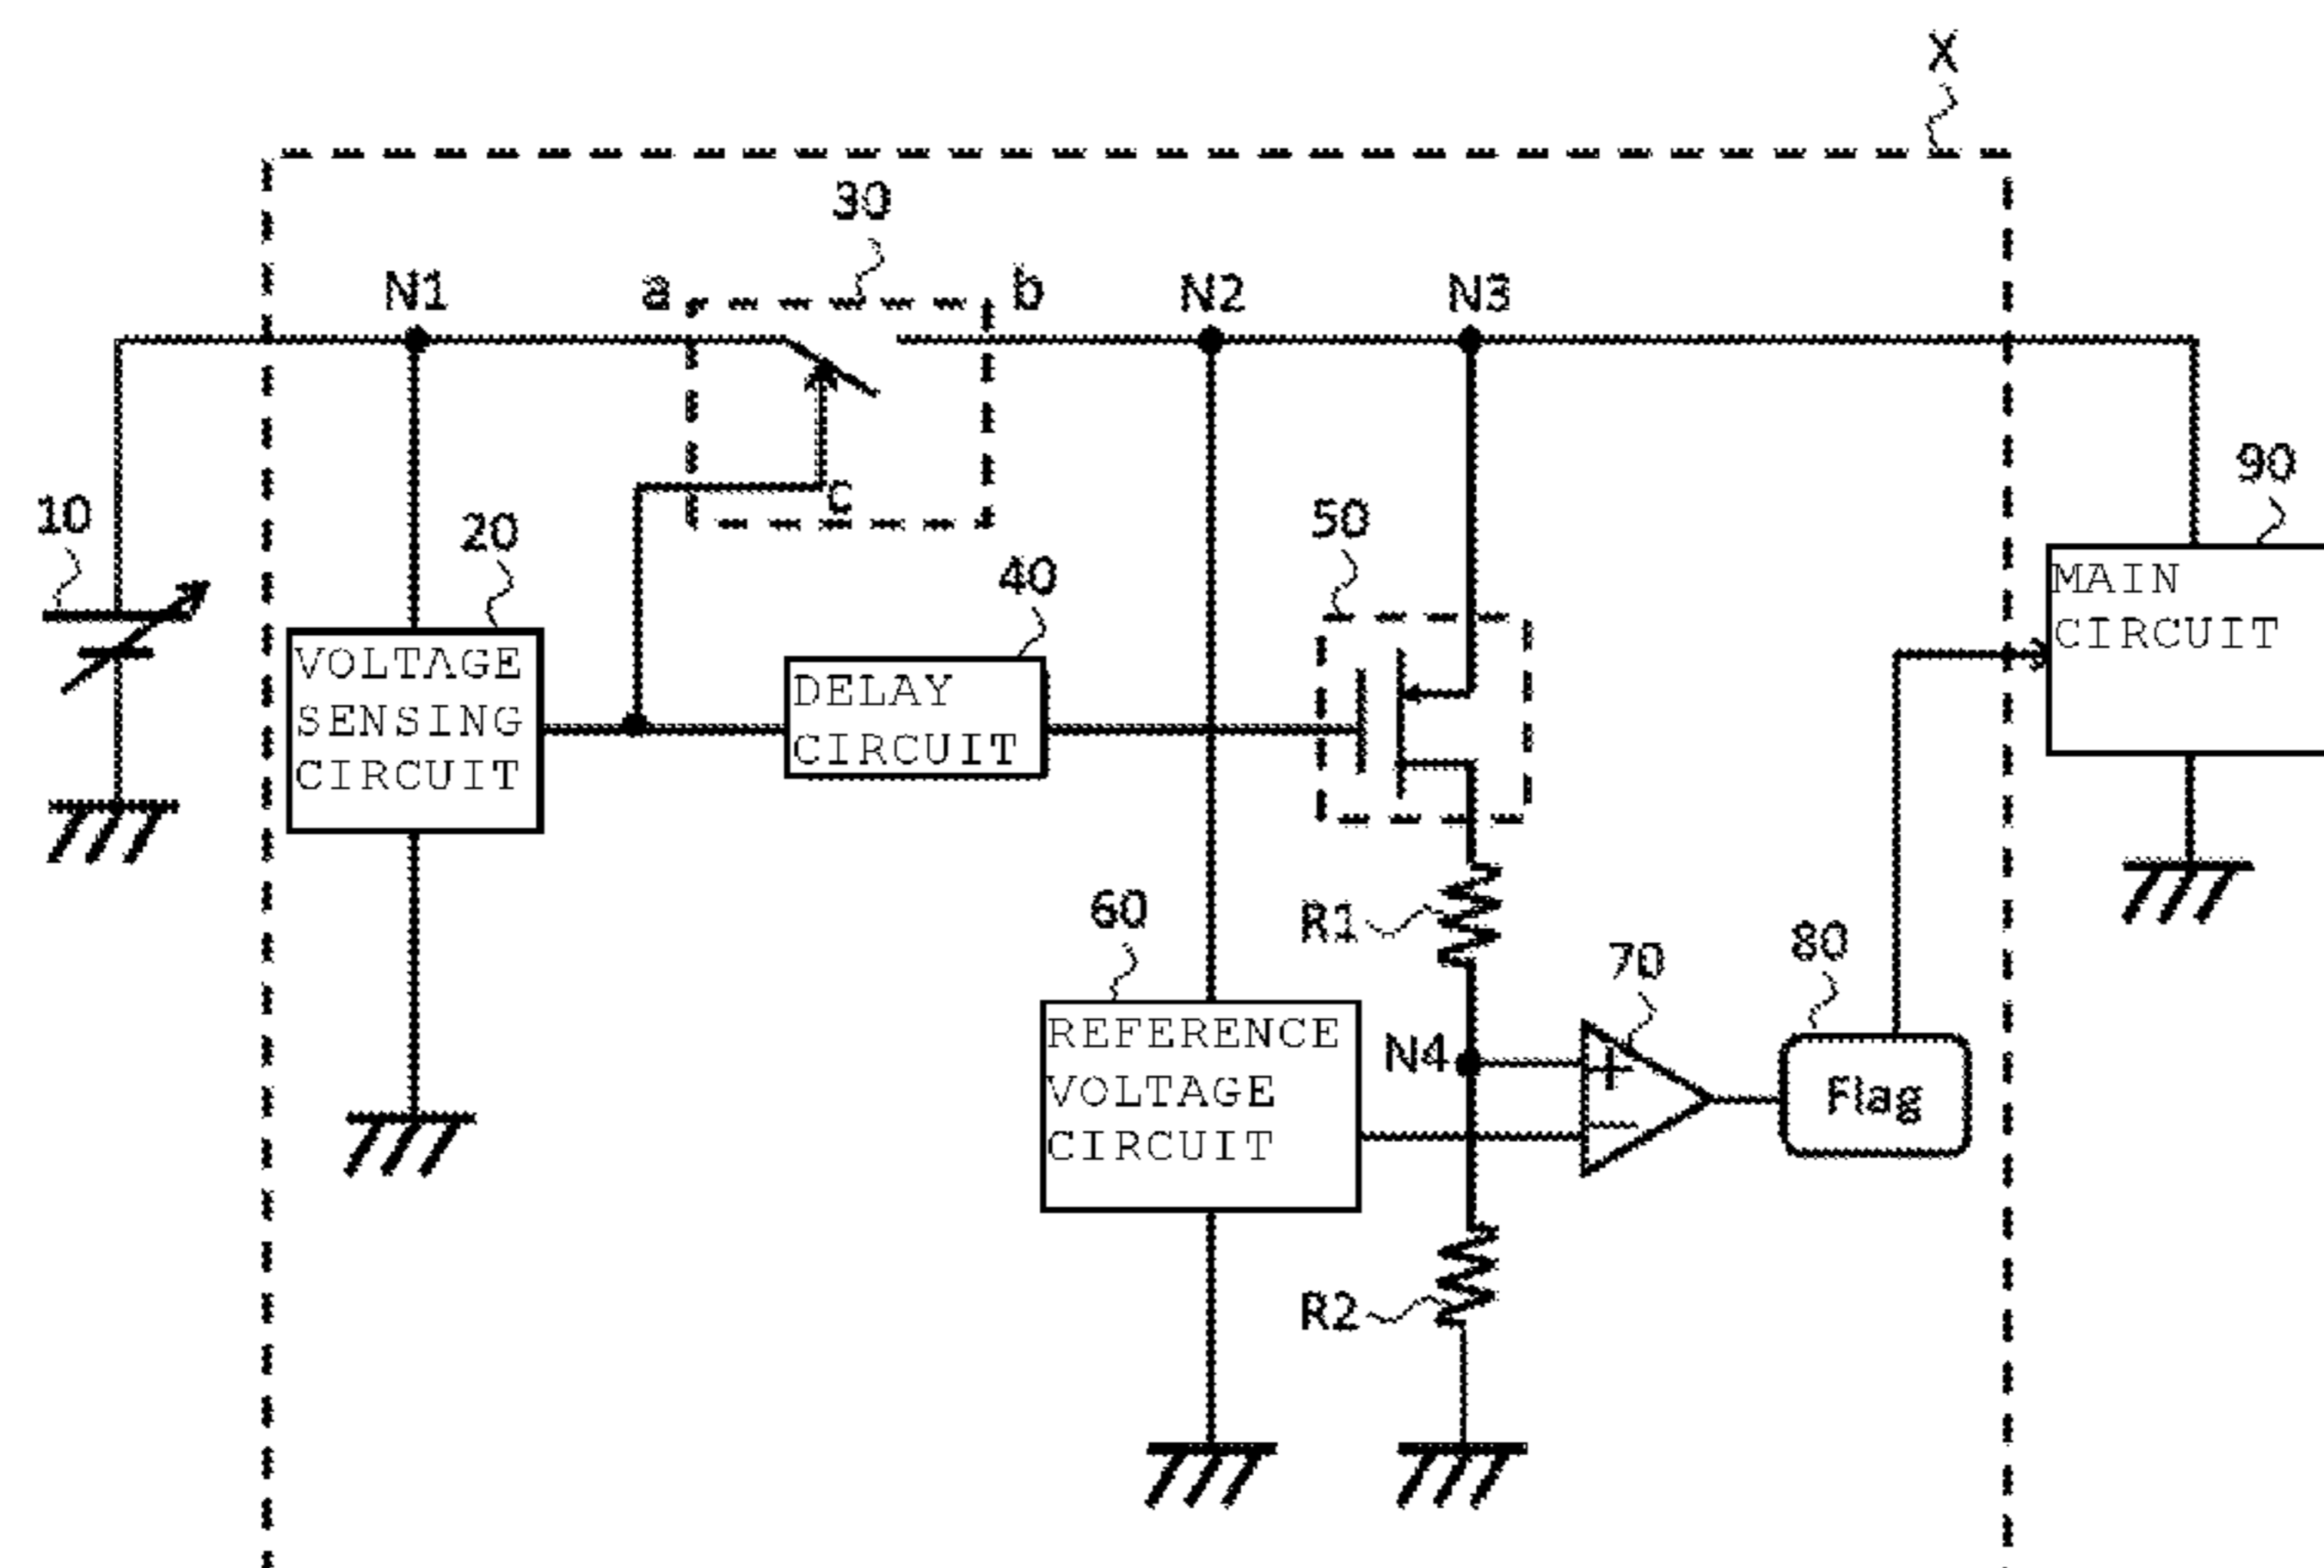 X
30
N1
a
b
N2
N3
c
10
20
40
50
90
VOLTAGE
SENSING
CIRCUIT
DELAY
CIRCUIT
MAIN
CIRCUIT
60
R1
70
80
REFERENCE
VOLTAGE
CIRCUIT
N4
+
−
Flag
R2